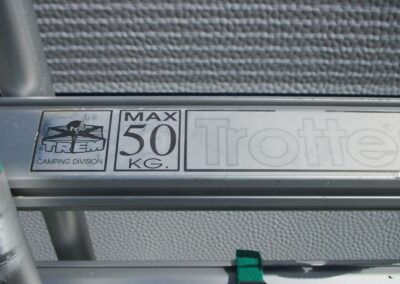 TREM
CAMPING DIVISION
MAX
50
KG.
Trotte